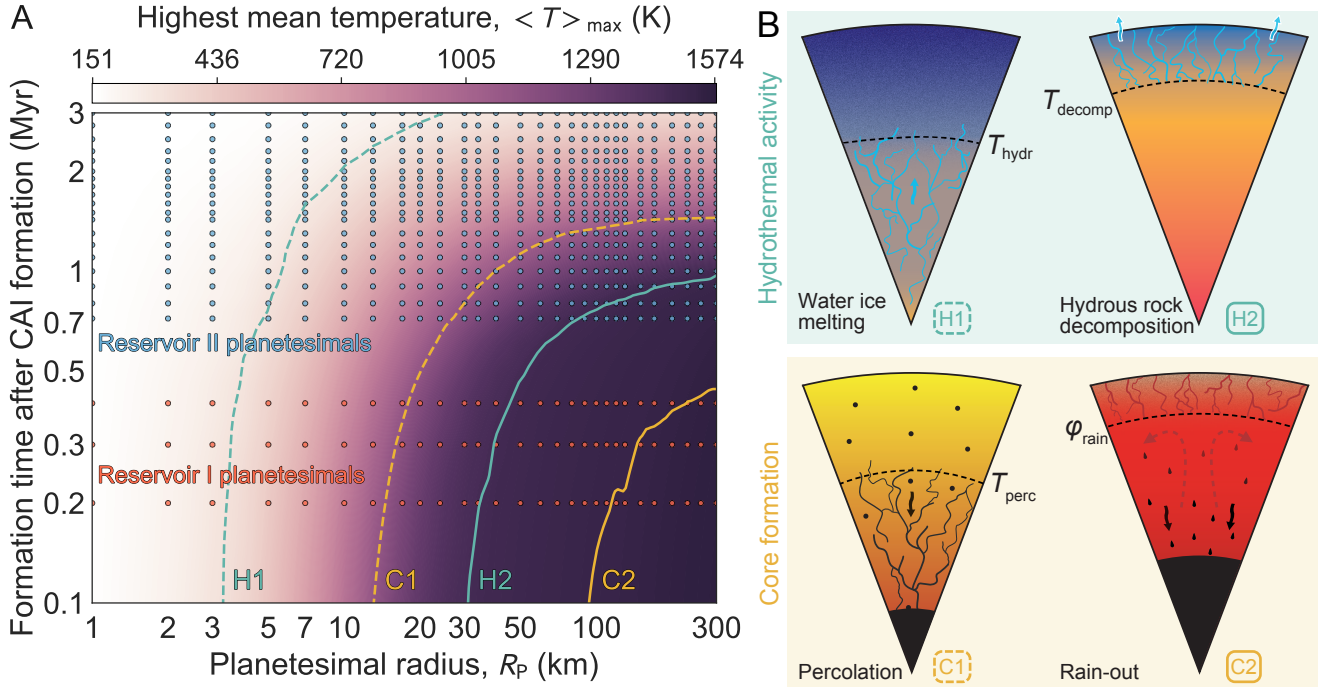 A
Highest mean temperature, < T >max (K)
151 436 720 1005 1290 1574
Formation time after CAI formation (Myr)
3
2
1
0.7
0.5
0.3
0.2
0.1
Reservoir II planetesimals
Reservoir I planetesimals
H1 C1 H2 C2
1 2 3 5 7 10 20 30 50 100 300
Planetesimal radius, RP (km)
B
Hydrothermal activity
Thydr
Water ice
melting
H1
Tdecomp
Hydrous rock
decomposition
H2
Core formation
Tperc
Percolation
C1
φrain
Rain-out
C2